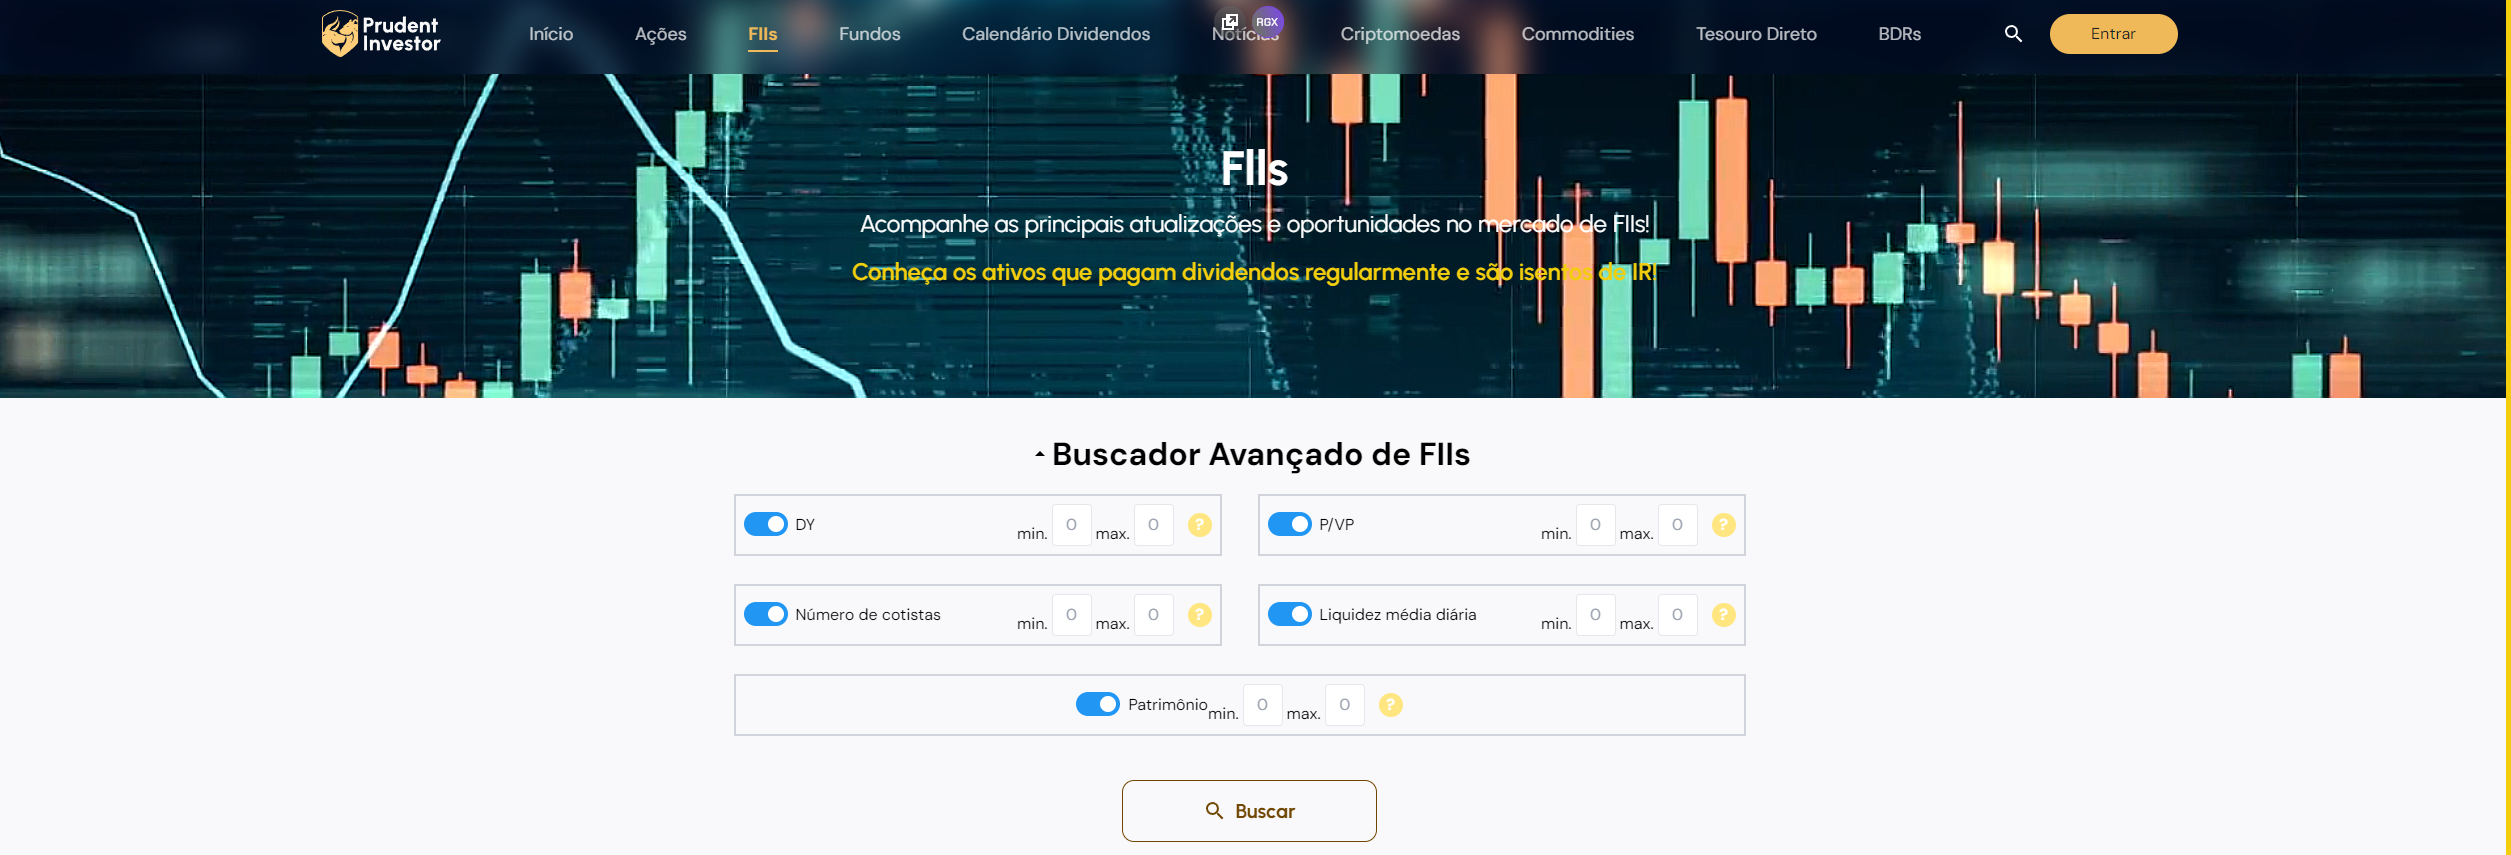 Prudent
Investor
Início
Ações
FIIs
Fundos
Calendário Dividendos
Notícias
RGX
Criptomoedas
Commodities
Tesouro Direto
BDRs
Entrar
FIIs
Acompanhe as principais atualizações e oportunidades no mercado de FIIs!
Conheça os ativos que pagam dividendos regularmente e são isentos de IR!
Buscador Avançado de FIIs
DY min. 0 max. 0 ?
P/VP min. 0 max. 0 ?
Número de cotistas min. 0 max. 0 ?
Liquidez média diária min. 0 max. 0 ?
Patrimônio min. 0 max. 0 ?
Buscar